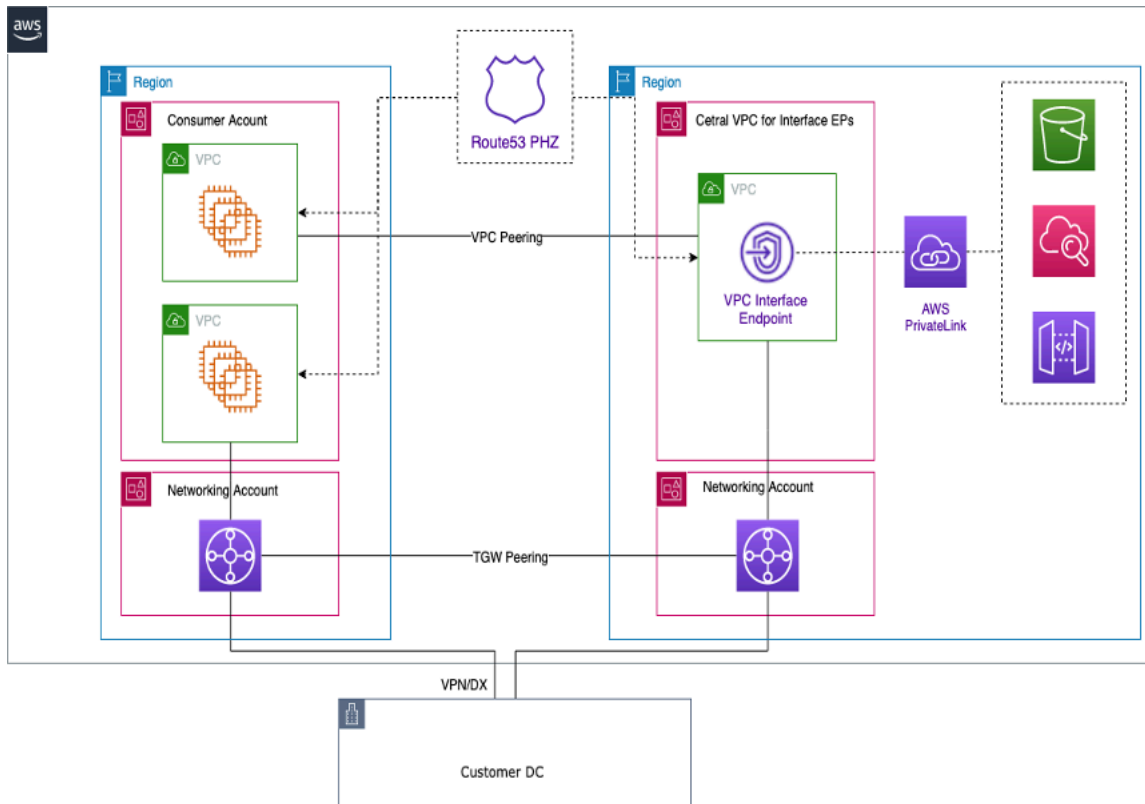 aws
Region
Consumer Acount
VPC
VPC
Networking Account
Route53 PHZ
VPC Peering
TGW Peering
Region
Cetral VPC for Interface EPs
VPC
VPC Interface
Endpoint
AWS
PrivateLink
</>
Networking Account
VPN/DX
Customer DC